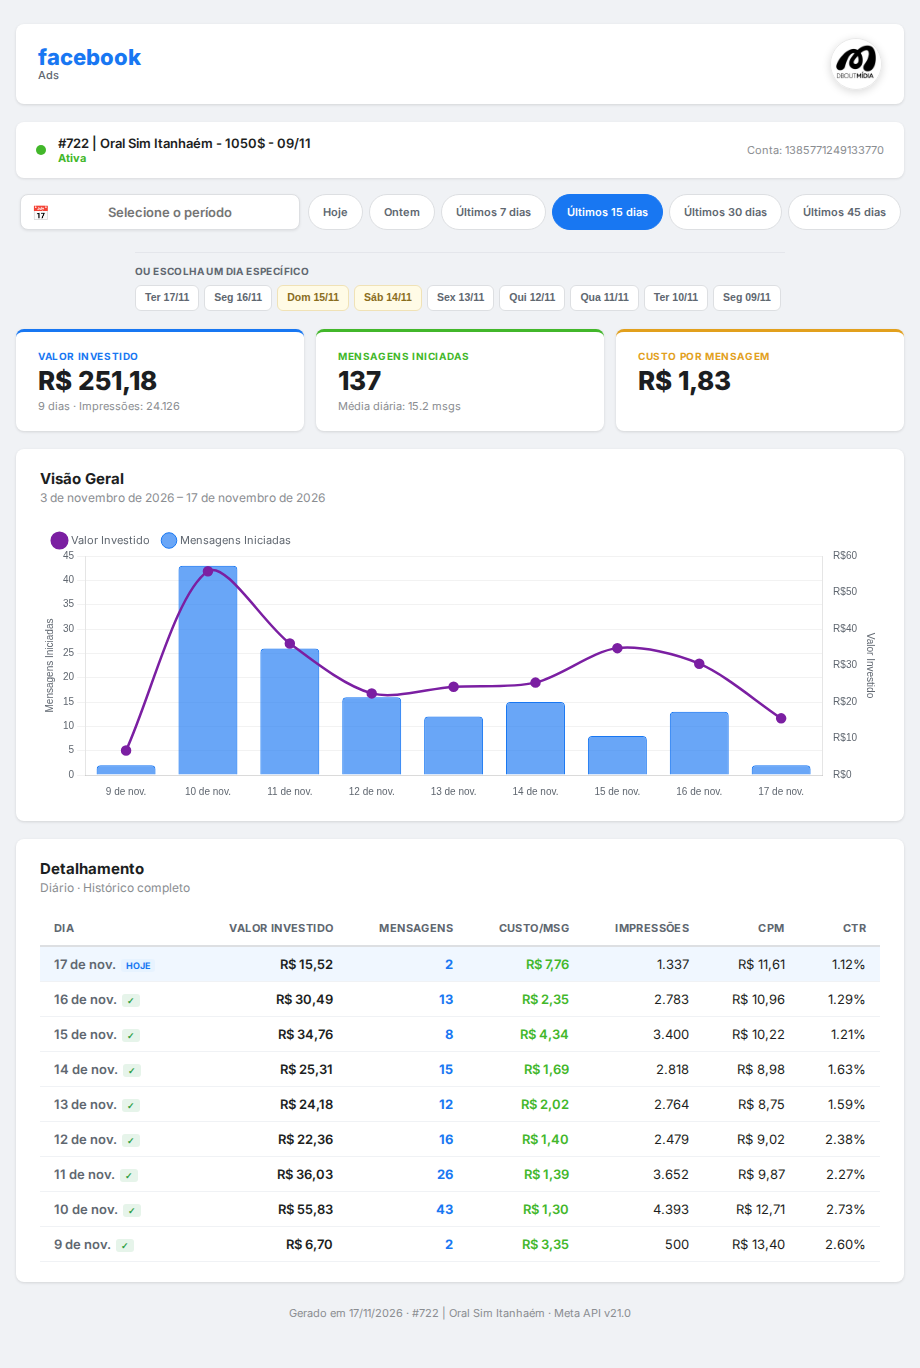 facebook
Ads
DBOUTMÍDIA
#722 | Oral Sim Itanhaém - 1050$ - 09/11
Ativa
Conta: 1385771249133770
Selecione o período
Hoje
Ontem
Últimos 7 dias
Últimos 15 dias
Últimos 30 dias
Últimos 45 dias
OU ESCOLHA UM DIA ESPECÍFICO
Ter 17/11
Seg 16/11
Dom 15/11
Sáb 14/11
Sex 13/11
Qui 12/11
Qua 11/11
Ter 10/11
Seg 09/11
VALOR INVESTIDO
R$ 251,18
9 dias · Impressões: 24.126
MENSAGENS INICIADAS
137
Média diária: 15.2 msgs
CUSTO POR MENSAGEM
R$ 1,83
Visão Geral
3 de novembro de 2026 – 17 de novembro de 2026
Valor Investido
Mensagens Iniciadas
Mensagens Iniciadas
45
40
35
30
25
20
15
10
5
0
R$60
R$50
R$40
R$30
R$20
R$10
R$0
Valor Investido
9 de nov.
10 de nov.
11 de nov.
12 de nov.
13 de nov.
14 de nov.
15 de nov.
16 de nov.
17 de nov.
Detalhamento
Diário · Histórico completo
DIA VALOR INVESTIDO MENSAGENS CUSTO/MSG IMPRESSÕES CPM CTR
17 de nov. HOJE R$ 15,52 2 R$ 7,76 1.337 R$ 11,61 1.12%
16 de nov. ✓ R$ 30,49 13 R$ 2,35 2.783 R$ 10,96 1.29%
15 de nov. ✓ R$ 34,76 8 R$ 4,34 3.400 R$ 10,22 1.21%
14 de nov. ✓ R$ 25,31 15 R$ 1,69 2.818 R$ 8,98 1.63%
13 de nov. ✓ R$ 24,18 12 R$ 2,02 2.764 R$ 8,75 1.59%
12 de nov. ✓ R$ 22,36 16 R$ 1,40 2.479 R$ 9,02 2.38%
11 de nov. ✓ R$ 36,03 26 R$ 1,39 3.652 R$ 9,87 2.27%
10 de nov. ✓ R$ 55,83 43 R$ 1,30 4.393 R$ 12,71 2.73%
9 de nov. ✓ R$ 6,70 2 R$ 3,35 500 R$ 13,40 2.60%
Gerado em 17/11/2026 · #722 | Oral Sim Itanhaém · Meta API v21.0